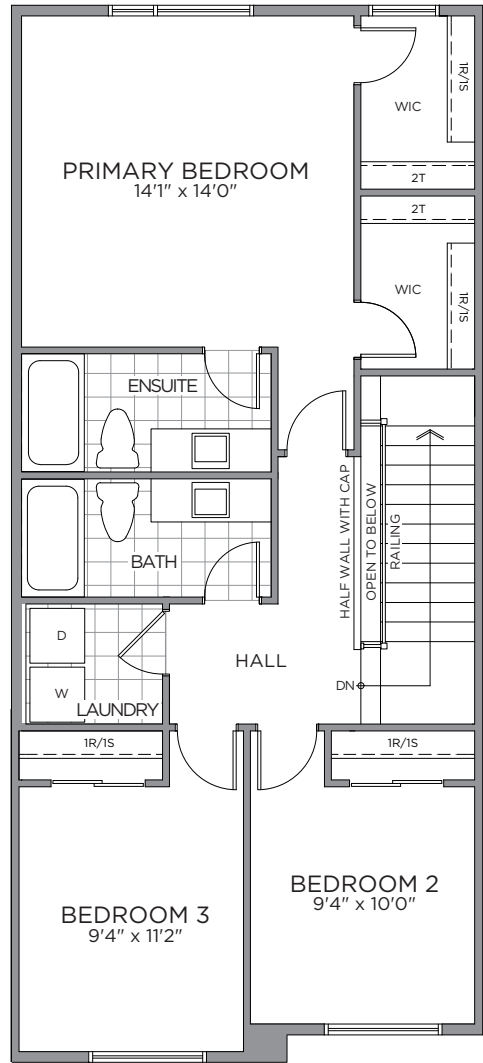 WIC
1R/1S
PRIMARY BEDROOM
14'1" x 14'0"
2T
2T
WIC
1R/1S
ENSUITE
HALF WALL WITH CAP
OPEN TO BELOW
RAILING
BATH
D
HALL
W
DN
LAUNDRY
1R/1S
1R/1S
BEDROOM 2
9'4" x 10'0"
BEDROOM 3
9'4" x 11'2"